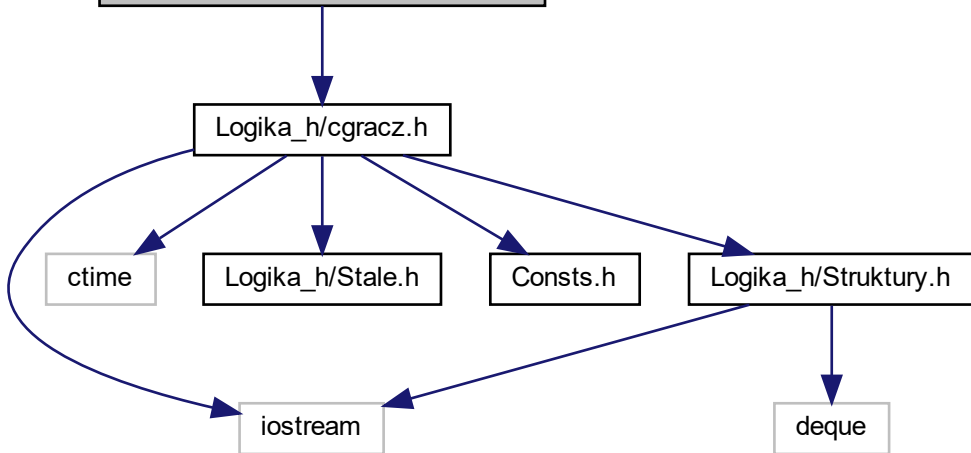 Logika_h/cgracz.h
ctime
Logika_h/Stale.h
Consts.h
Logika_h/Struktury.h
iostream
deque